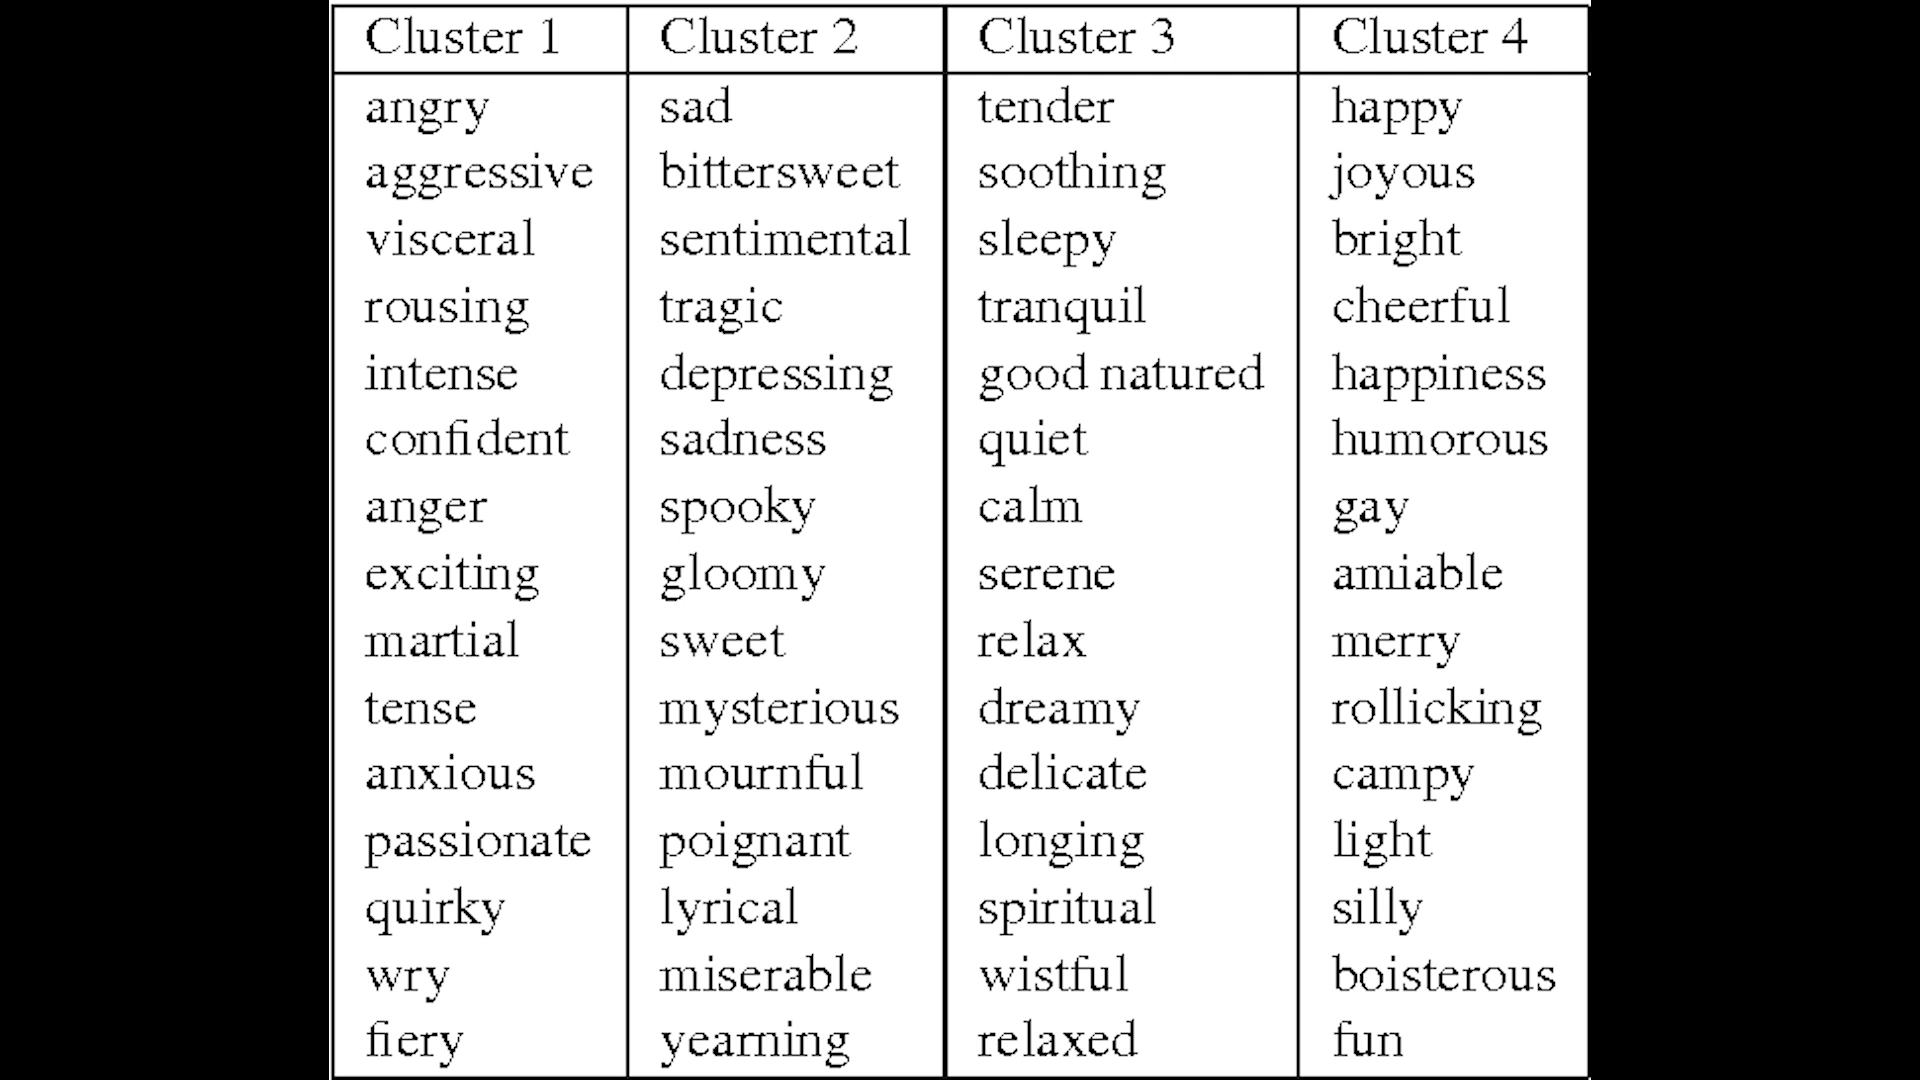 Cluster 1 Cluster 2 Cluster 3 Cluster 4
angry sad tender happy
aggressive bittersweet soothing joyous
visceral sentimental sleepy bright
rousing tragic tranquil cheerful
intense depressing good natured happiness
confident sadness quiet humorous
anger spooky calm gay
exciting gloomy serene amiable
martial sweet relax merry
tense mysterious dreamy rollicking
anxious mournful delicate campy
passionate poignant longing light
quirky lyrical spiritual silly
wry miserable wistful boisterous
fiery yearning relaxed fun